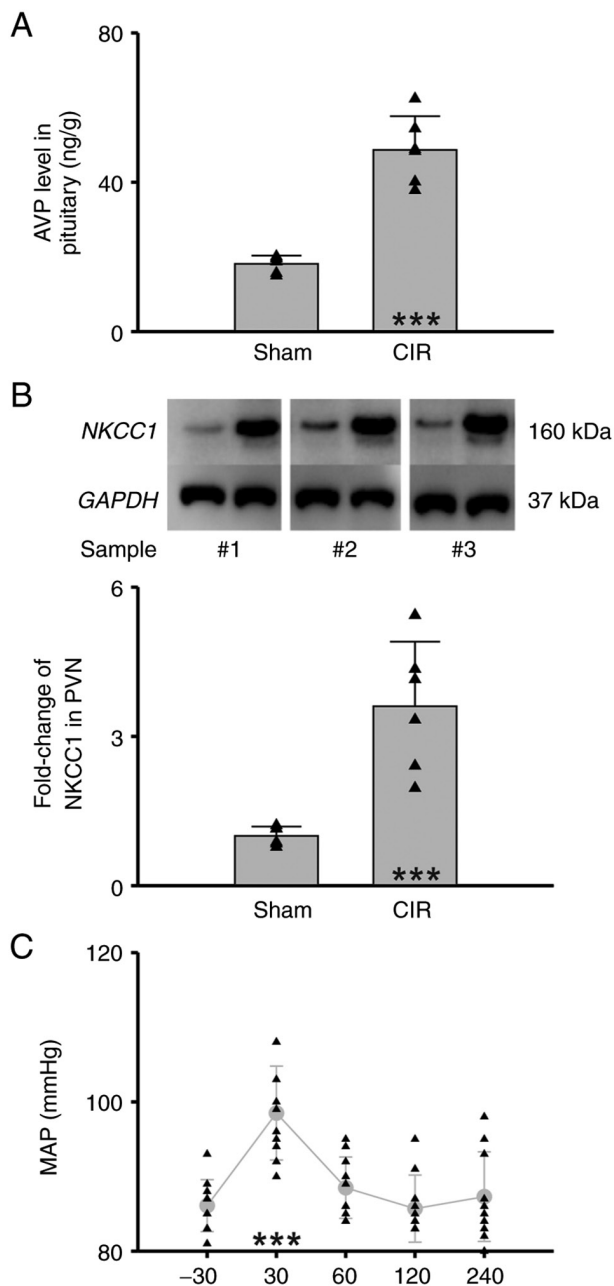 A
80
40
0
AVP level in
pituitary (ng/g)
***
Sham CIR
B
NKCC1 160 kDa
GAPDH 37 kDa
Sample #1 #2 #3
6
3
0
Fold-change of
NKCC1 in PVN
***
Sham CIR
C
120
100
80
MAP (mmHg)
***
−30 30 60 120 240